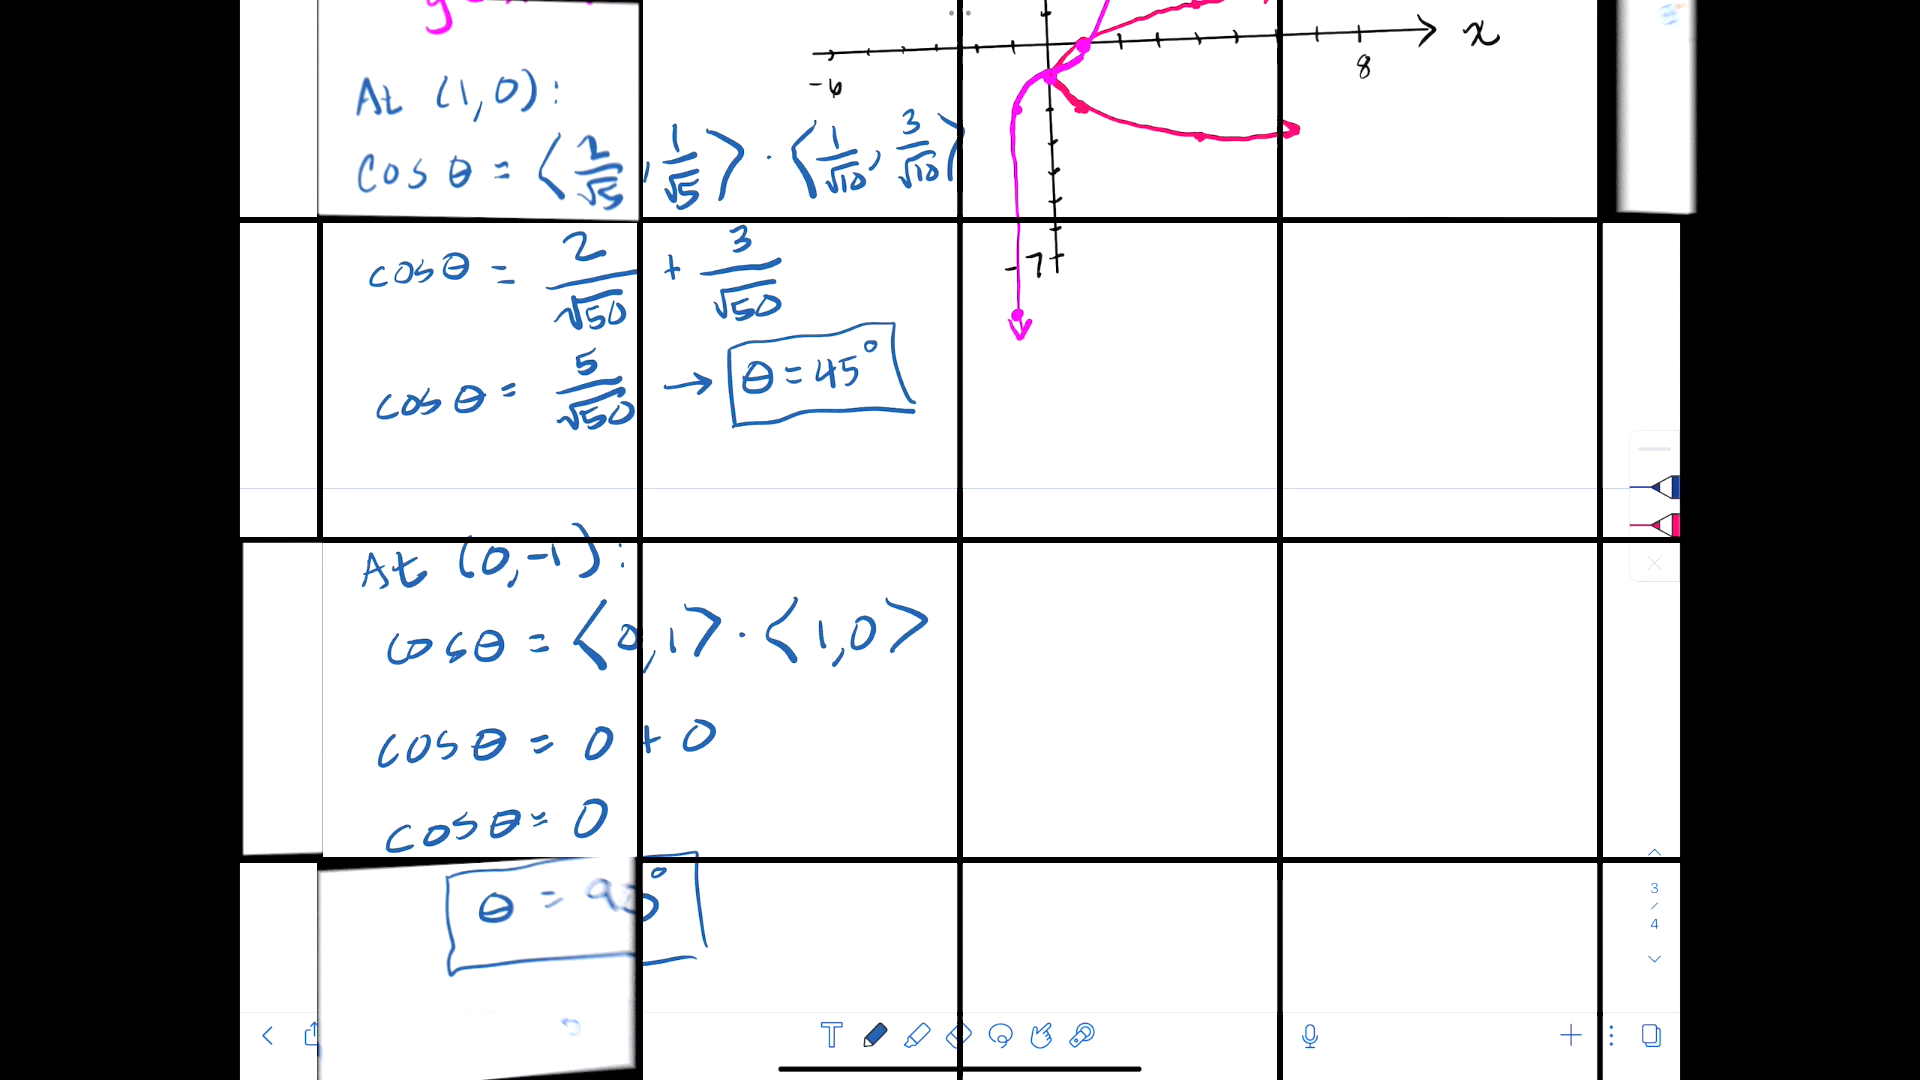 At (1,0):
cos θ = ⟨2/√5, 1/√5⟩ · ⟨1/√10, 3/√10⟩
cos θ = 2/√50 + 3/√50
cos θ = 5/√50 → θ = 45°
At (0,-1):
cos θ = ⟨0,1⟩ · ⟨1,0⟩
cos θ = 0 + 0
cos θ = 0
θ = 90°
x
-6
8
-7
3
/
4
T